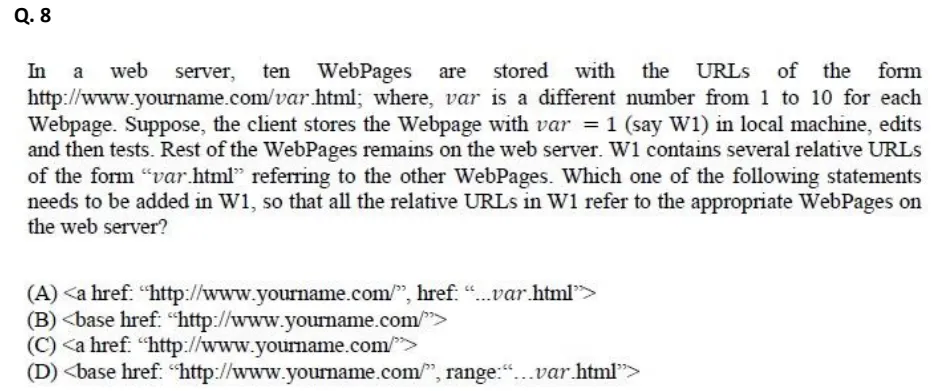 Q. 8
In a web server, ten WebPages are stored with the URLs of the form
http://www.yourname.com/var.html; where, var is a different number from 1 to 10 for each
Webpage. Suppose, the client stores the Webpage with var = 1 (say W1) in local machine, edits
and then tests. Rest of the WebPages remains on the web server. W1 contains several relative URLs
of the form “var.html” referring to the other WebPages. Which one of the following statements
needs to be added in W1, so that all the relative URLs in W1 refer to the appropriate WebPages on
the web server?
(A) <a href: “http://www.yourname.com/”, href: “...var.html”>
(B) <base href: “http://www.yourname.com/”>
(C) <a href: “http://www.yourname.com/”>
(D) <base href: “http://www.yourname.com/”, range:“...var.html”>